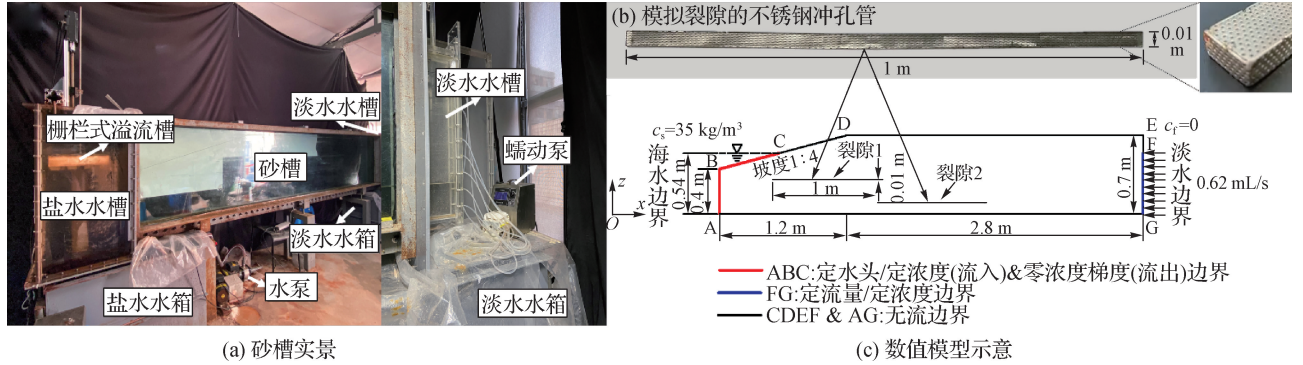 栅栏式溢流槽
淡水水槽
砂槽
盐水水槽
淡水水箱
水泵
盐水水箱
淡水水槽
蠕动泵
淡水水箱
(a) 砂槽实景
(b) 模拟裂隙的不锈钢冲孔管
0.01
m
1 m
cs=35 kg/m³
海水边界
0.54 m
0.4 m
A
B
C
D
E
F
G
坡度1∶4
裂隙1
1 m
0.01 m
裂隙2
0.7 m
cf=0
淡水边界
0.62 mL/s
z
x
O
1.2 m
2.8 m
ABC:定水头/定浓度(流入)&零浓度梯度(流出)边界
FG:定流量/定浓度边界
CDEF & AG:无流边界
(c) 数值模型示意